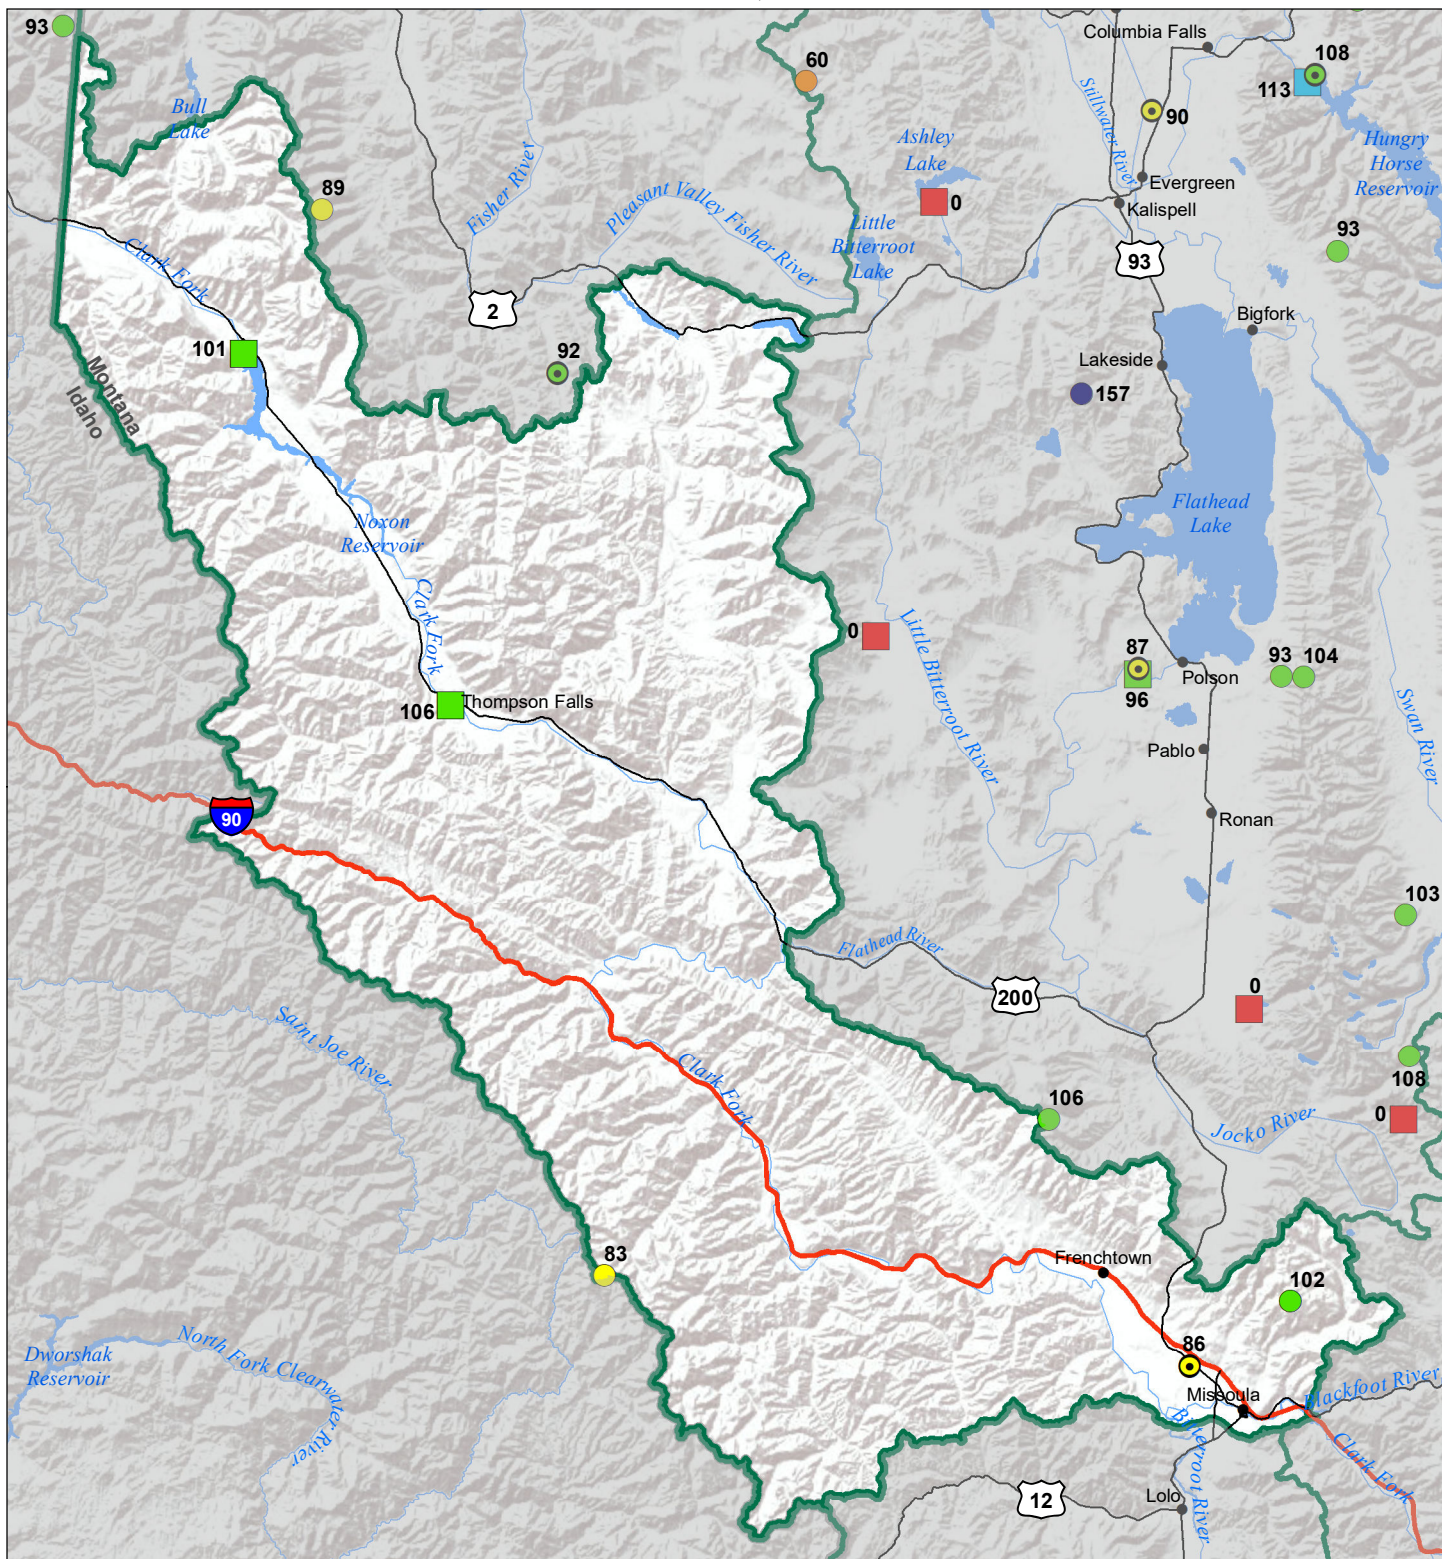 93
60
Columbia Falls
108
113
Bull
Lake
Stillwater River
90
Ashley
Lake
Hungry
Horse
Reservoir
Fisher River
Evergreen
89
Pleasant Valley Fisher River
0
Kalispell
Little
Bitterroot
Lake
93
93
Clark Fork
2
Bigfork
101
92
Lakeside
157
Montana
Idaho
Flathead
Lake
Noxon
Reservoir
Clark Fork
0
Little Bitterroot River
87
96
Polson
93
104
Swan River
106
Thompson Falls
Pablo
90
Ronan
103
Flathead River
200
0
Saint Joe River
Clark Fork
106
108
0
Jocko River
83
Frenchtown
102
North Fork Clearwater
River
Dworshak
Reservoir
86
Missoula
Blackfoot River
Bitterroot River
Clark Fork
12
Lolo